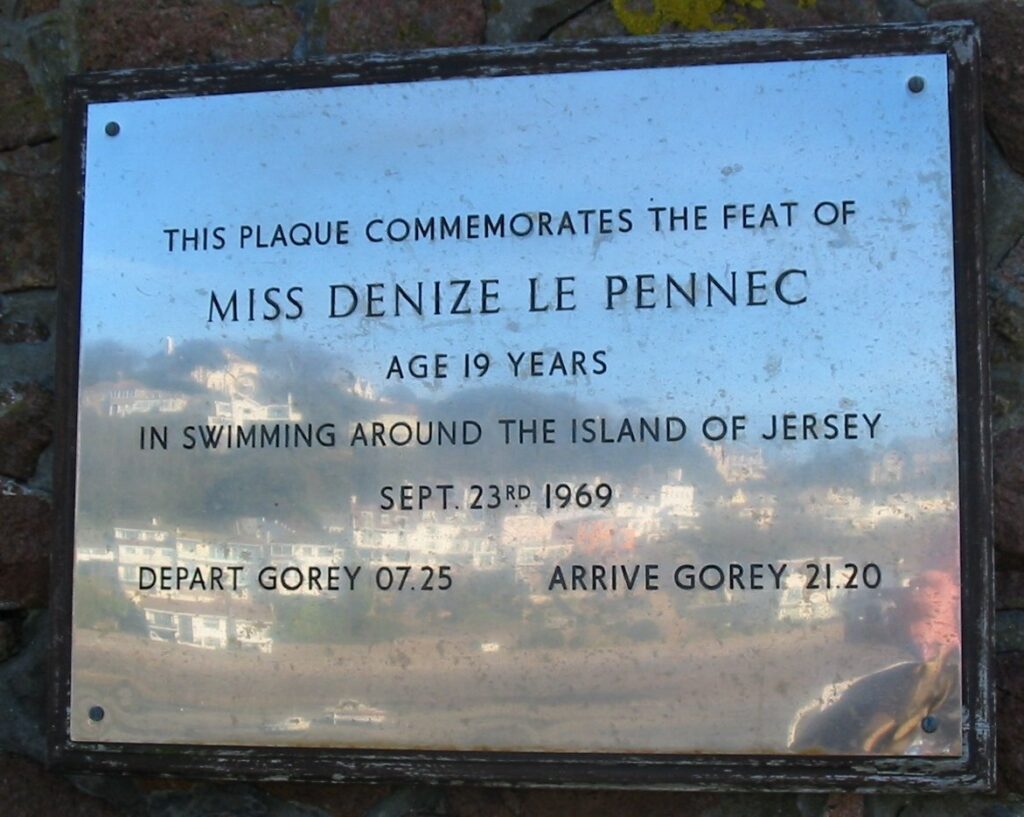 THIS PLAQUE COMMEMORATES THE FEAT OF
MISS DENIZE LE PENNEC
AGE 19 YEARS
IN SWIMMING AROUND THE ISLAND OF JERSEY
SEPT. 23RD 1969
DEPART GOREY 07.25 ARRIVE GOREY 21.20